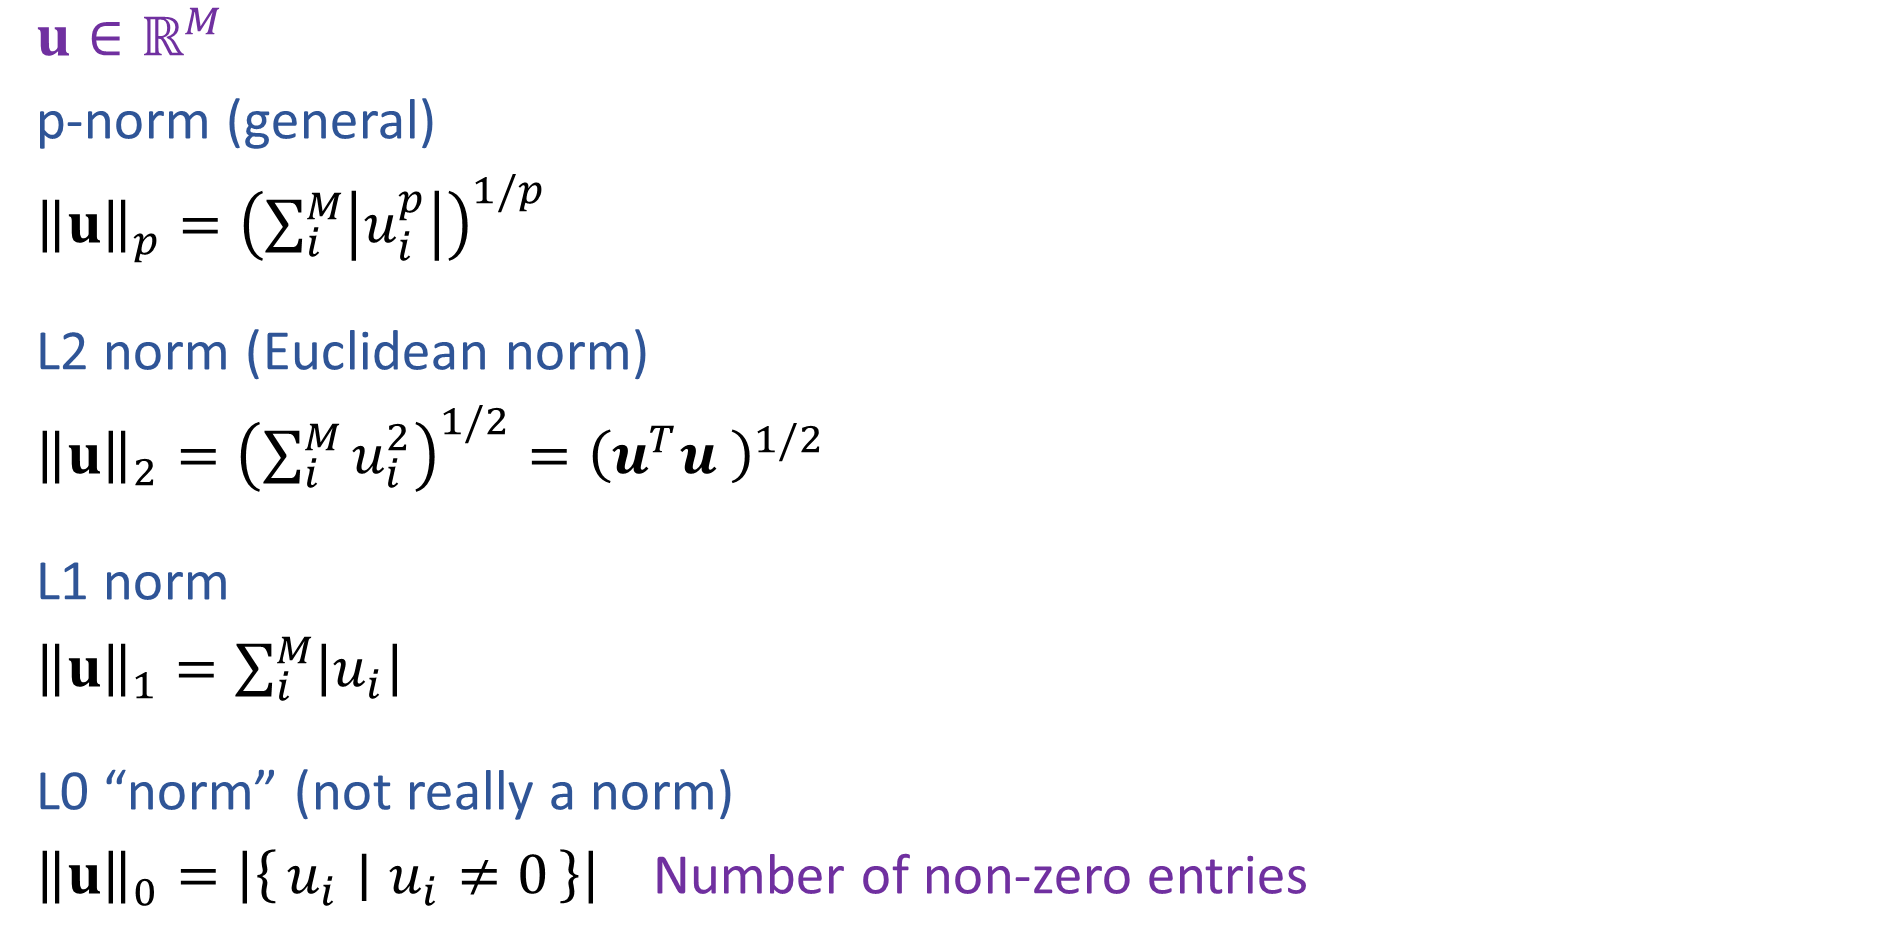 𝐮 ∈ ℝ^M
p-norm (general)
‖𝐮‖_p = (∑_i^M |u_i^p|)^{1/p}
L2 norm (Euclidean norm)
‖𝐮‖_2 = (∑_i^M u_i^2)^{1/2} = (𝒖^T 𝒖 )^{1/2}
L1 norm
‖𝐮‖_1 = ∑_i^M |u_i|
L0 “norm” (not really a norm)
‖𝐮‖_0 = |{ u_i | u_i ≠ 0 }| Number of non-zero entries